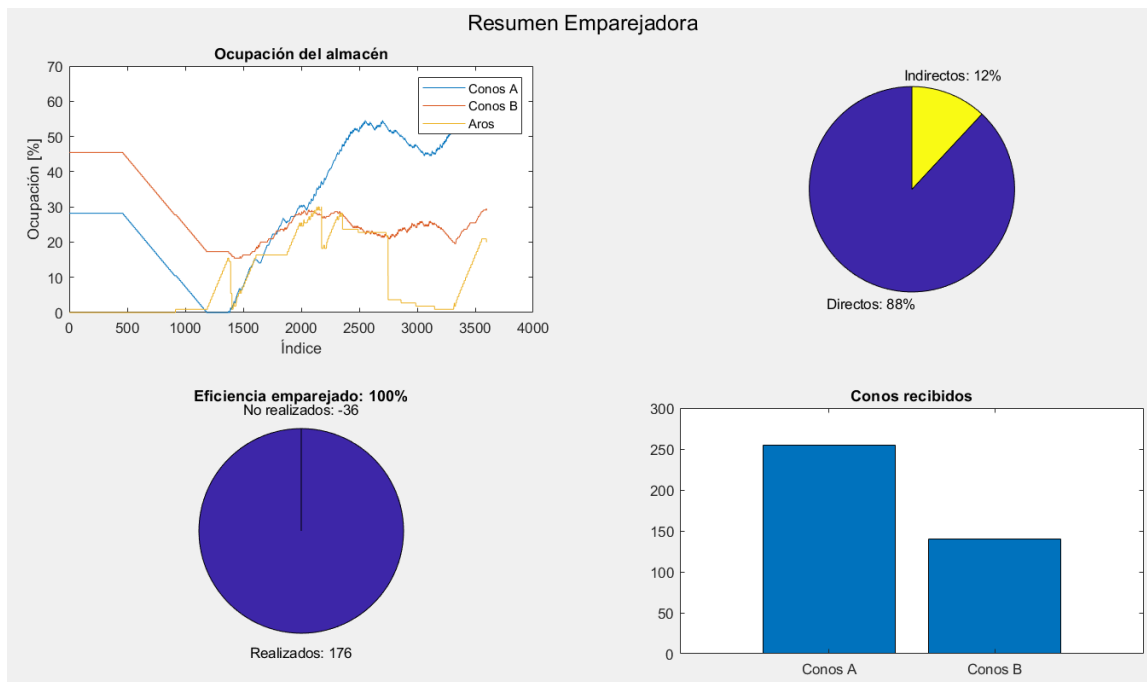 Resumen Emparejadora
Ocupación del almacén
Ocupación [%]
70
60
50
40
30
20
10
0
0 500 1000 1500 2000 2500 3000 3500 4000
Índice
Conos A
Conos B
Aros
Indirectos: 12%
Directos: 88%
Eficiencia emparejado: 100%
No realizados: -36
Realizados: 176
Conos recibidos
300
250
200
150
100
50
0
Conos A Conos B